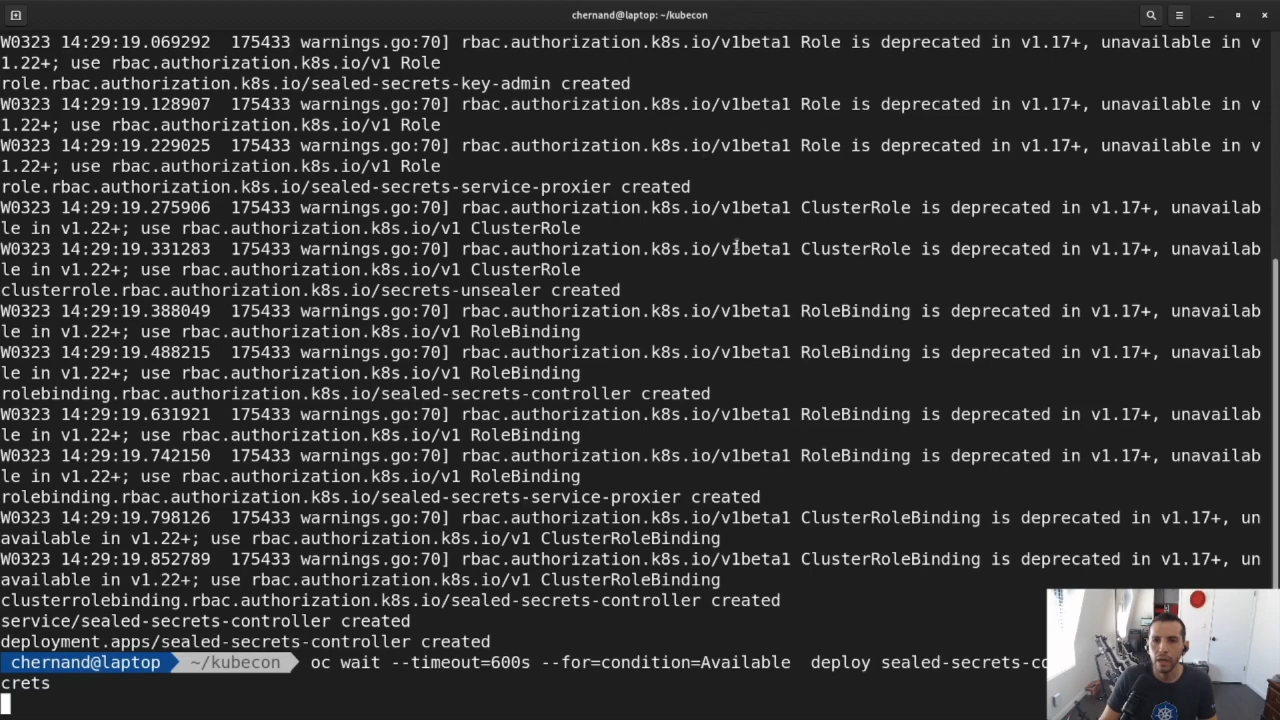 chernand@laptop: ~/kubecon
W0323 14:29:19.069292  175433 warnings.go:70] rbac.authorization.k8s.io/v1beta1 Role is deprecated in v1.17+, unavailable in v
1.22+; use rbac.authorization.k8s.io/v1 Role
role.rbac.authorization.k8s.io/sealed-secrets-key-admin created
W0323 14:29:19.128907  175433 warnings.go:70] rbac.authorization.k8s.io/v1beta1 Role is deprecated in v1.17+, unavailable in v
1.22+; use rbac.authorization.k8s.io/v1 Role
W0323 14:29:19.229025  175433 warnings.go:70] rbac.authorization.k8s.io/v1beta1 Role is deprecated in v1.17+, unavailable in v
1.22+; use rbac.authorization.k8s.io/v1 Role
role.rbac.authorization.k8s.io/sealed-secrets-service-proxier created
W0323 14:29:19.275906  175433 warnings.go:70] rbac.authorization.k8s.io/v1beta1 ClusterRole is deprecated in v1.17+, unavailab
le in v1.22+; use rbac.authorization.k8s.io/v1 ClusterRole
W0323 14:29:19.331283  175433 warnings.go:70] rbac.authorization.k8s.io/v1beta1 ClusterRole is deprecated in v1.17+, unavailab
le in v1.22+; use rbac.authorization.k8s.io/v1 ClusterRole
clusterrole.rbac.authorization.k8s.io/secrets-unsealer created
W0323 14:29:19.388049  175433 warnings.go:70] rbac.authorization.k8s.io/v1beta1 RoleBinding is deprecated in v1.17+, unavailab
le in v1.22+; use rbac.authorization.k8s.io/v1 RoleBinding
W0323 14:29:19.488215  175433 warnings.go:70] rbac.authorization.k8s.io/v1beta1 RoleBinding is deprecated in v1.17+, unavailab
le in v1.22+; use rbac.authorization.k8s.io/v1 RoleBinding
rolebinding.rbac.authorization.k8s.io/sealed-secrets-controller created
W0323 14:29:19.631921  175433 warnings.go:70] rbac.authorization.k8s.io/v1beta1 RoleBinding is deprecated in v1.17+, unavailab
le in v1.22+; use rbac.authorization.k8s.io/v1 RoleBinding
W0323 14:29:19.742150  175433 warnings.go:70] rbac.authorization.k8s.io/v1beta1 RoleBinding is deprecated in v1.17+, unavailab
le in v1.22+; use rbac.authorization.k8s.io/v1 RoleBinding
rolebinding.rbac.authorization.k8s.io/sealed-secrets-service-proxier created
W0323 14:29:19.798126  175433 warnings.go:70] rbac.authorization.k8s.io/v1beta1 ClusterRoleBinding is deprecated in v1.17+, un
available in v1.22+; use rbac.authorization.k8s.io/v1 ClusterRoleBinding
W0323 14:29:19.852789  175433 warnings.go:70] rbac.authorization.k8s.io/v1beta1 ClusterRoleBinding is deprecated in v1.17+, un
available in v1.22+; use rbac.authorization.k8s.io/v1 ClusterRoleBinding
clusterrolebinding.rbac.authorization.k8s.io/sealed-secrets-controller created
service/sealed-secrets-controller created
deployment.apps/sealed-secrets-controller created
chernand@laptop ~/kubecon oc wait --timeout=600s --for=condition=Available  deploy
crets